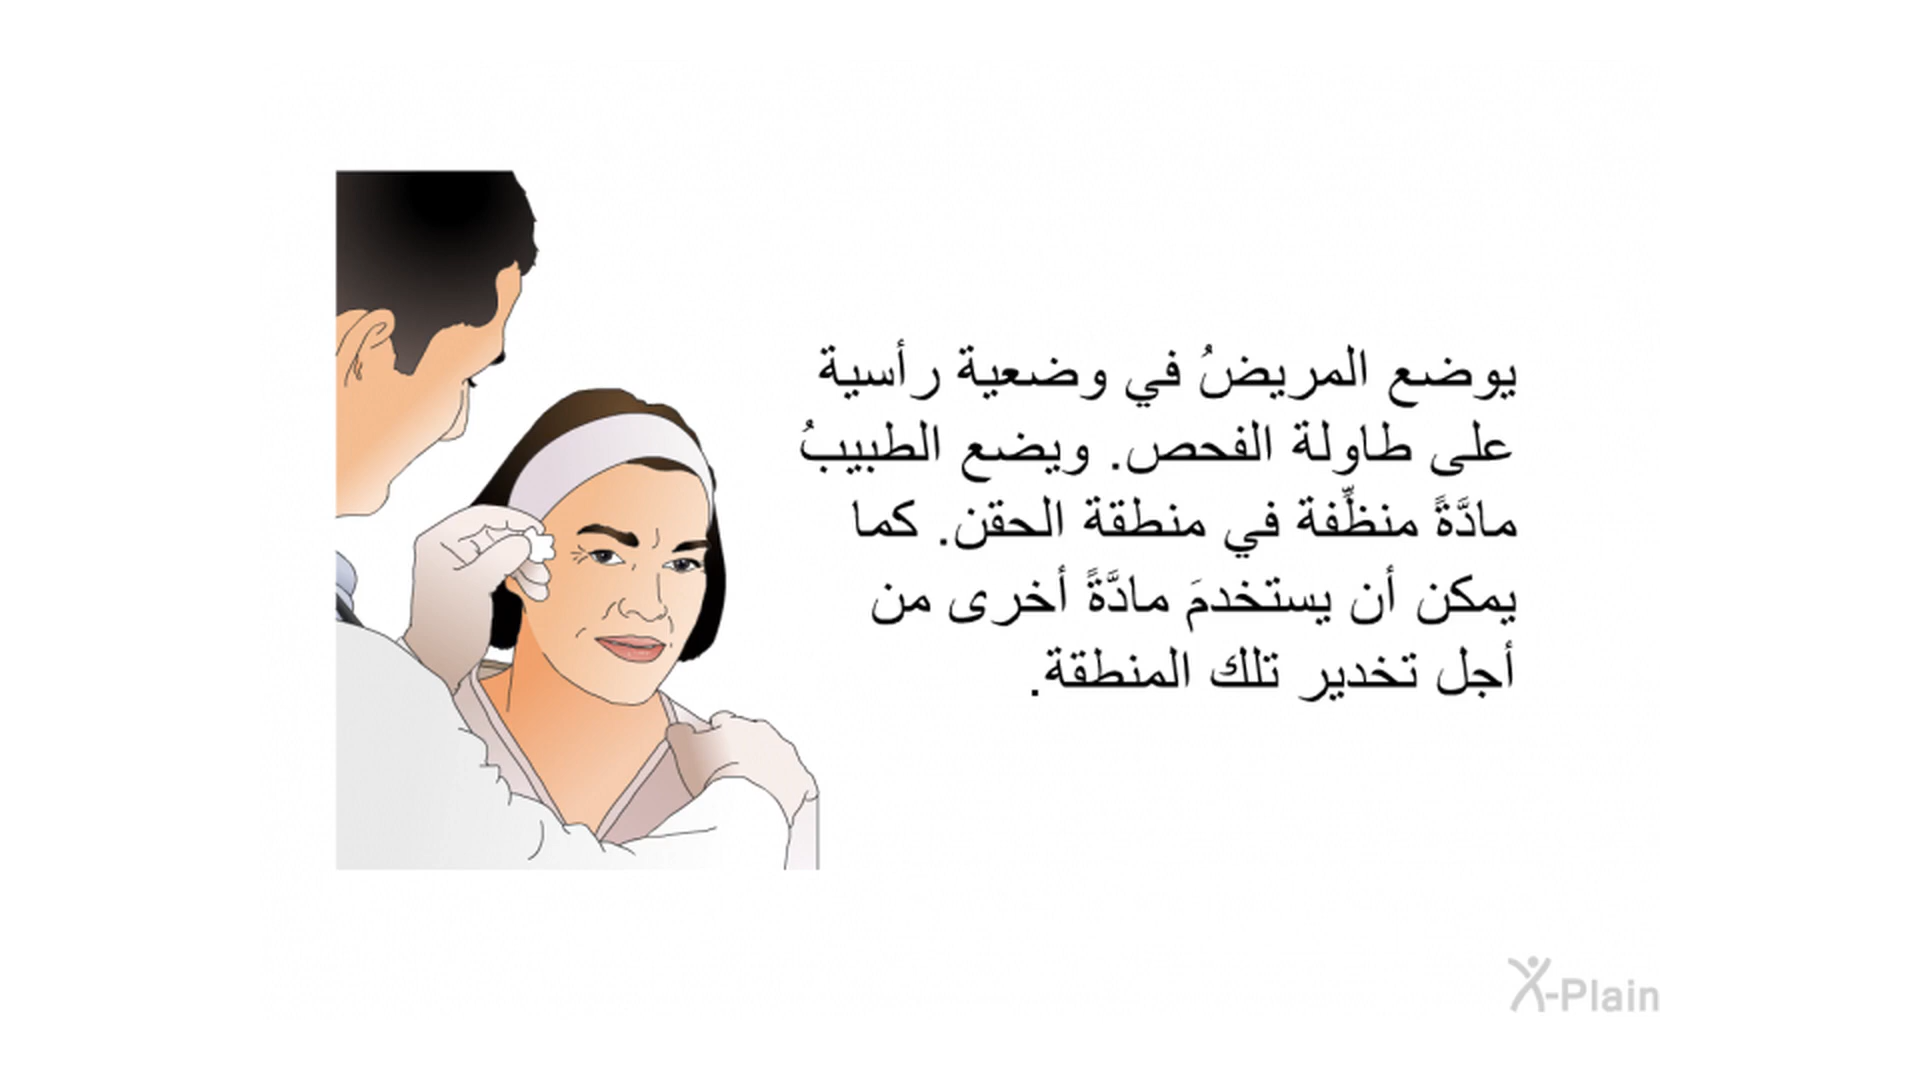 يوضع المريضُ في وضعية رأسية
على طاولة الفحص. ويضع الطبيبُ
مادَّةً منظِّفة في منطقة الحقن. كما
يمكن أن يستخدمَ مادَّةً أخرى من
أجل تخدير تلك المنطقة.
X-Plain